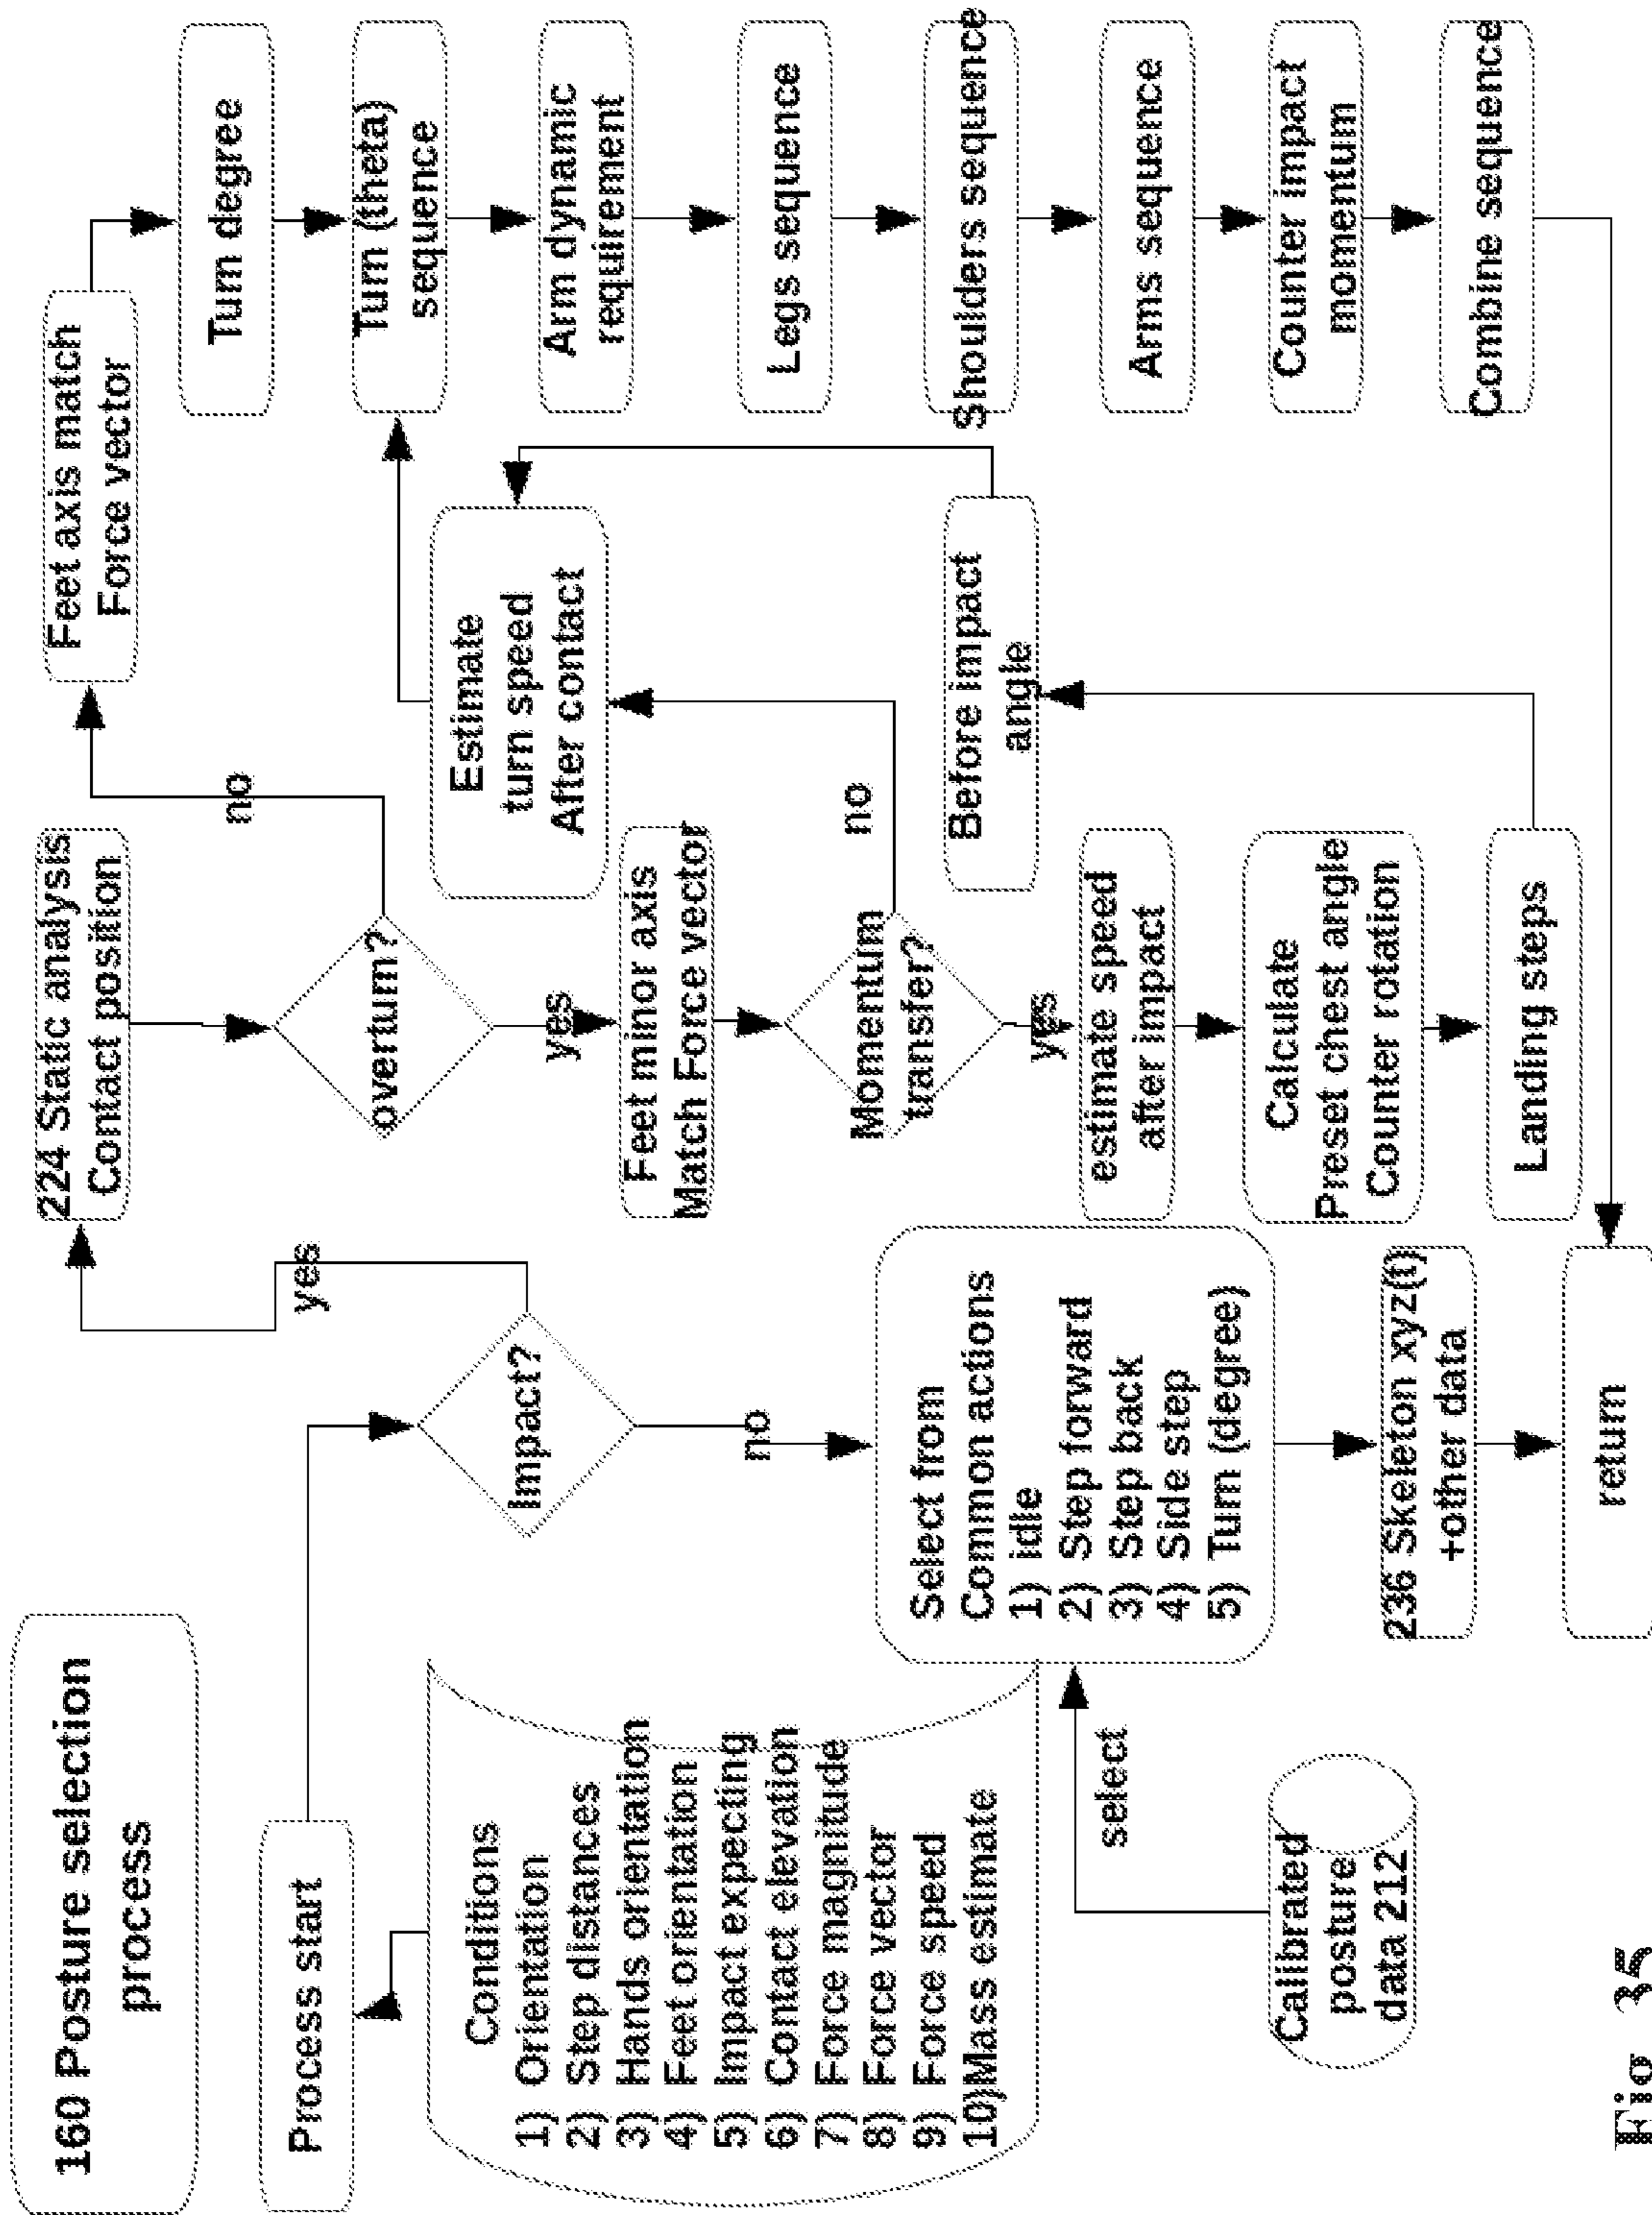 160 Posture selection
process
Process start
Conditions
1) Orientation
2) Step distances
3) Hands orientation
4) Feet orientation
5) Impact expecting
6) Contact elevation
7) Force magnitude
8) Force vector
9) Force speed
10)Mass estimate
Calibrated
posture
data 212
select
Impact?
yes
no
Select from
Common actions
1) idle
2) Step forward
3) Step back
4) Side step
5) Turn (degree)
236 Skeleton xyz(t)
+other data
return
224 Static analysis
Contact position
overturn?
no
yes
Feet minor axis
Match Force vector
Momentum
transfer?
no
yes
estimate speed
after impact
Calculate
Preset chest angle
Counter rotation
Landing steps
Before impact
angle
Estimate
turn speed
After contact
Feet axis match
Force vector
Turn degree
Turn (theta)
sequence
Arm dynamic
requirement
Legs sequence
Shoulders sequence
Arms sequence
Counter impact
momentum
Combine sequence
Fig. 35